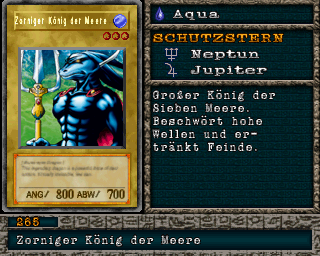 Zorniger König der Meere
ANG/ 800 ABW/ 700
Aqua
SCHUTZSTERN
Neptun
Jupiter
Großer König der
Sieben Meere.
Beschwört hohe
Wellen und er-
tränkt Feinde.
265
Zorniger König der Meere